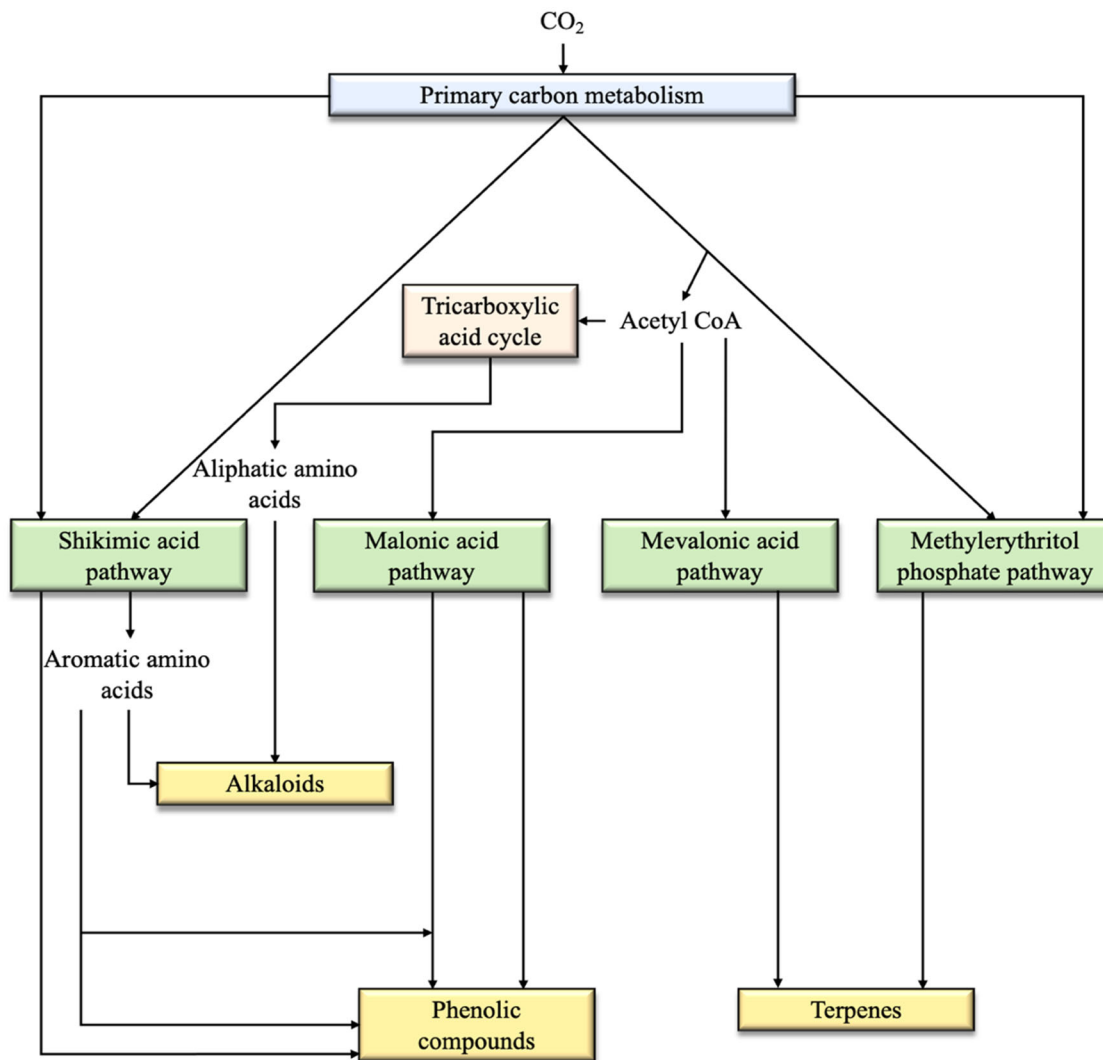 CO₂
Primary carbon metabolism
Tricarboxylic
acid cycle
Acetyl CoA
Aliphatic amino
acids
Shikimic acid
pathway
Malonic acid
pathway
Mevalonic acid
pathway
Methylerythritol
phosphate pathway
Aromatic amino
acids
Alkaloids
Phenolic
compounds
Terpenes